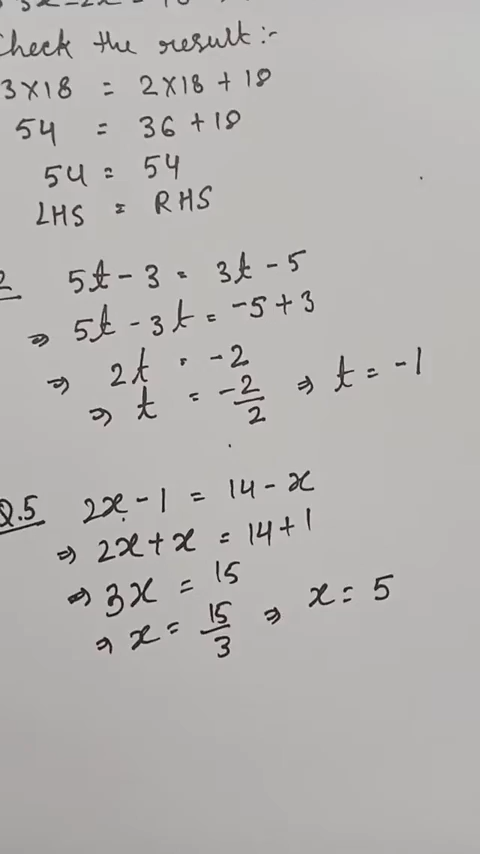 Check the result:-
3×18 = 2×18+18
54 = 36+18
54 = 54
LHS = RHS
2 5t-3 = 3t-5
⇒ 5t-3t = -5+3
⇒ 2t = -2
⇒ t = -2/2 ⇒ t = -1
Q.5 2x-1 = 14-x
⇒ 2x+x = 14+1
⇒ 3x = 15
⇒ x = 15/3 ⇒ x = 5